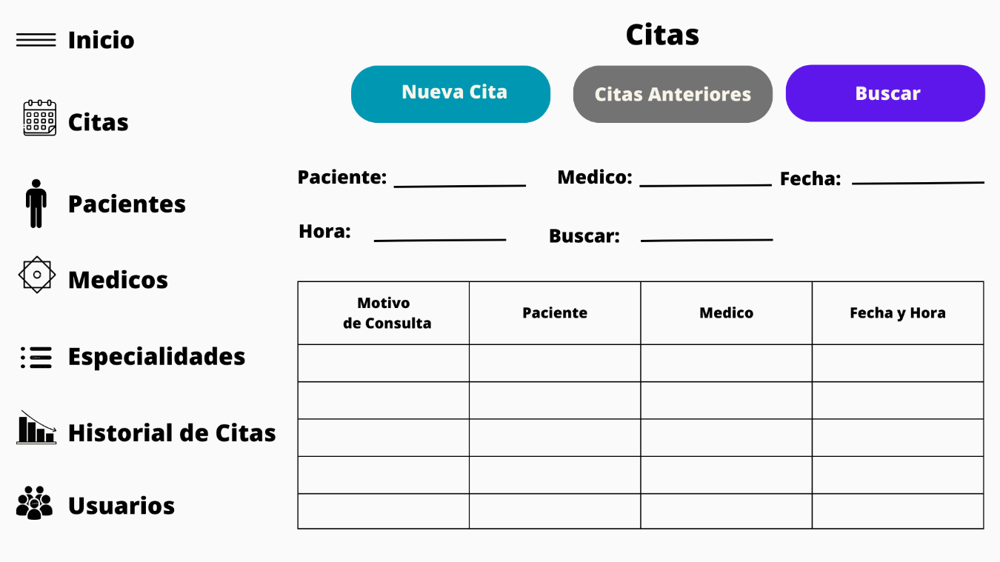 Inicio
Citas
Pacientes
Medicos
Especialidades
Historial de Citas
Usuarios
Citas
Nueva Cita
Citas Anteriores
Buscar
Paciente:
Medico:
Fecha:
Hora:
Buscar:
Motivo
de Consulta
Paciente
Medico
Fecha y Hora